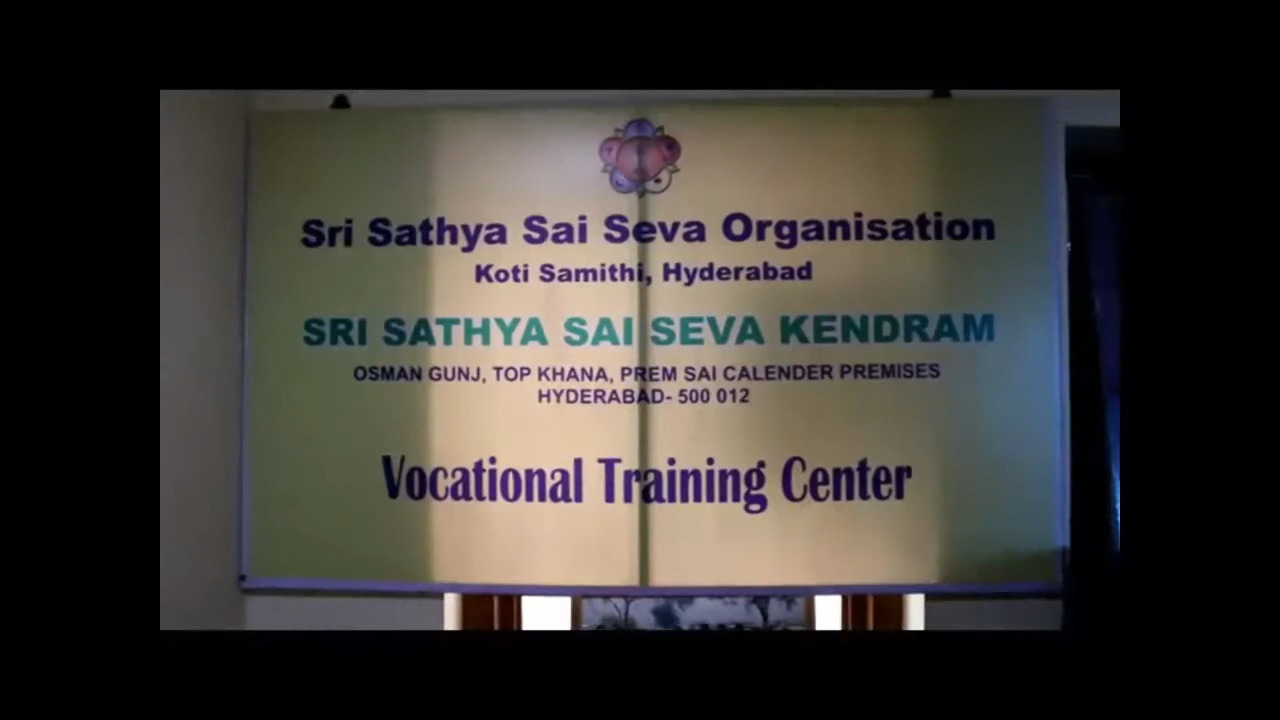 Sri Sathya Sai Seva Organisation
Koti Samithi, Hyderabad
SRI SATHYA SAI SEVA KENDRAM
OSMAN GUNJ, TOP KHANA, PREM SAI CALENDER PREMISES
HYDERABAD- 500 012
Vocational Training Center